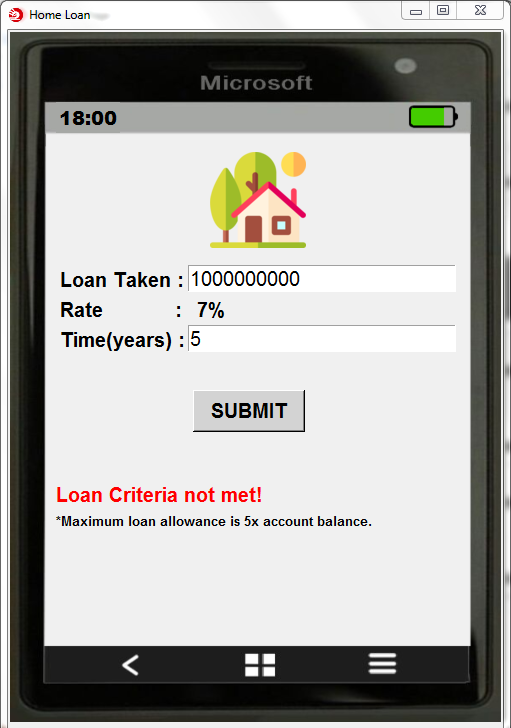 Home Loan
Microsoft
18:00
Loan Taken : 1000000000
Rate : 7%
Time(years) : 5
SUBMIT
Loan Criteria not met!
*Maximum loan allowance is 5x account balance.